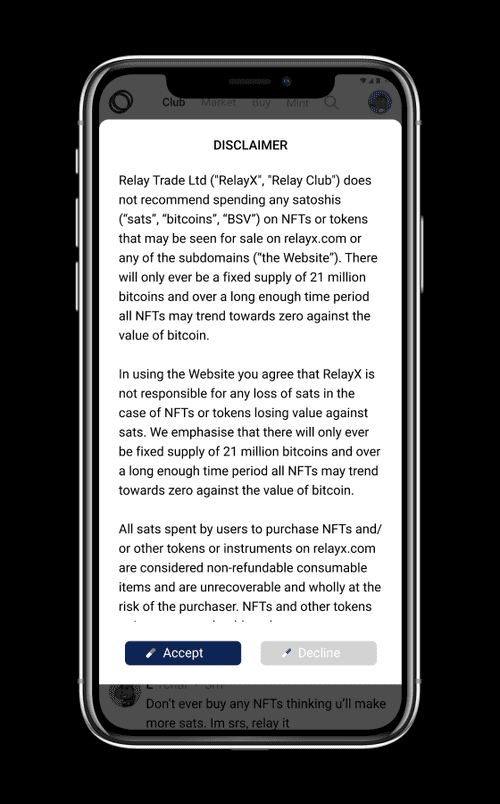 Club Market Buy Mint
DISCLAIMER
Relay Trade Ltd ("RelayX", "Relay Club") does
not recommend spending any satoshis
(“sats”, “bitcoins”, “BSV”) on NFTs or tokens
that may be seen for sale on relayx.com or
any of the subdomains (“the Website”). There
will only ever be a fixed supply of 21 million
bitcoins and over a long enough time period
all NFTs may trend towards zero against the
value of bitcoin.
In using the Website you agree that RelayX is
not responsible for any loss of sats in the
case of NFTs or tokens losing value against
sats. We emphasise that there will only ever
be fixed supply of 21 million bitcoins and over
a long enough time period all NFTs may trend
towards zero against the value of bitcoin.
All sats spent by users to purchase NFTs and/
or other tokens or instruments on relayx.com
are considered non-refundable consumable
items and are unrecoverable and wholly at the
risk of the purchaser. NFTs and other tokens
Accept Decline
Don’t ever buy any NFTs thinking u’ll make
more sats. Im srs, relay it